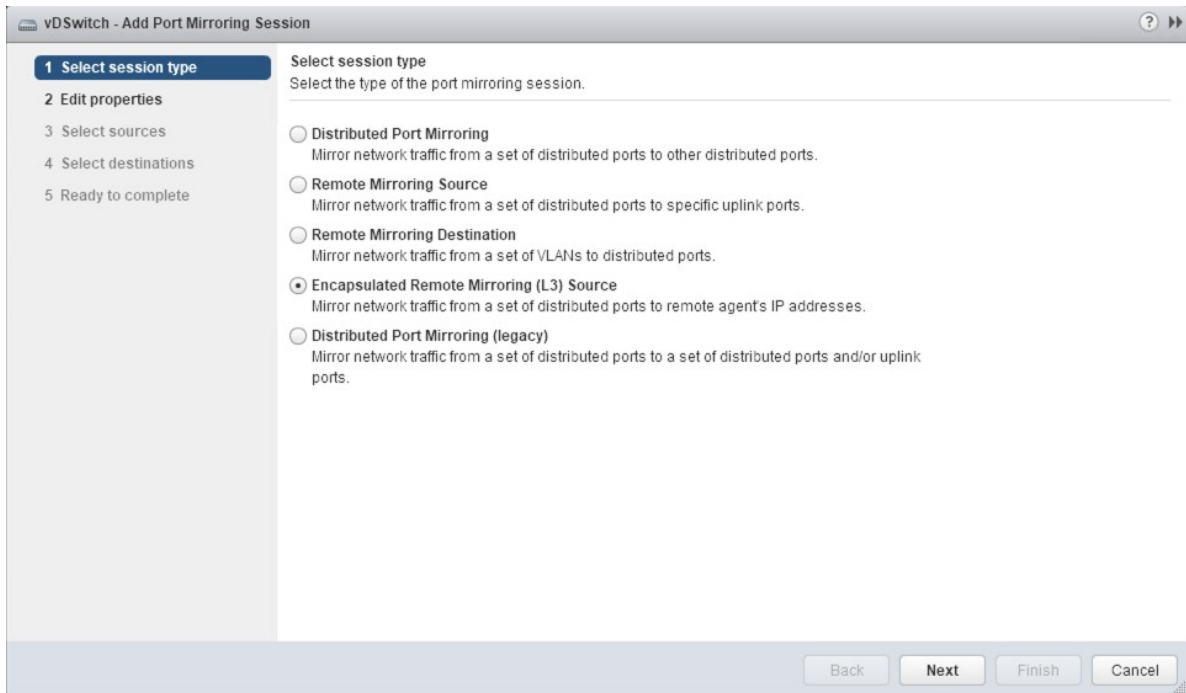 vDSwitch - Add Port Mirroring Session
?
1 Select session type
2 Edit properties
3 Select sources
4 Select destinations
5 Ready to complete
Select session type
Select the type of the port mirroring session.
Distributed Port Mirroring
Mirror network traffic from a set of distributed ports to other distributed ports.
Remote Mirroring Source
Mirror network traffic from a set of distributed ports to specific uplink ports.
Remote Mirroring Destination
Mirror network traffic from a set of VLANs to distributed ports.
Encapsulated Remote Mirroring (L3) Source
Mirror network traffic from a set of distributed ports to remote agent's IP addresses.
Distributed Port Mirroring (legacy)
Mirror network traffic from a set of distributed ports to a set of distributed ports and/or uplink
ports.
Back Next Finish Cancel